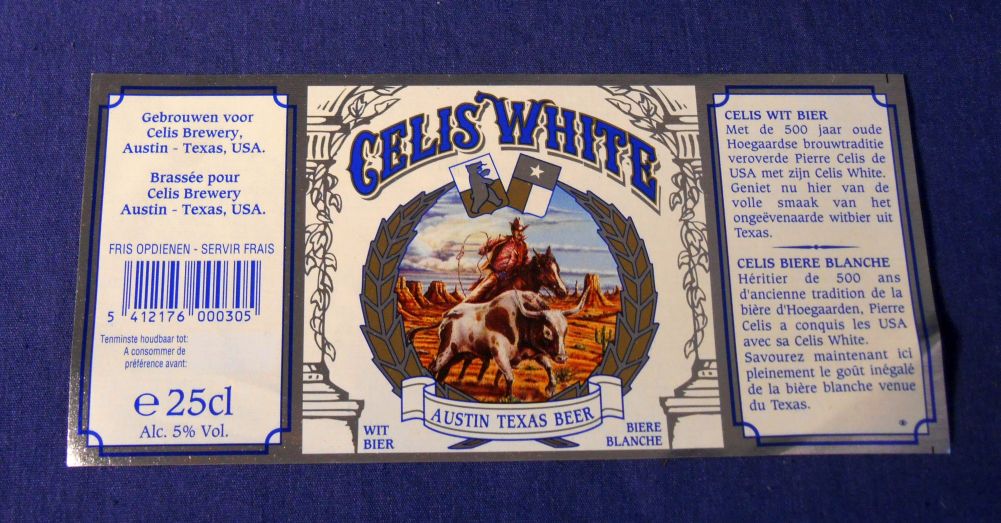 Gebrouwen voor
Celis Brewery,
Austin - Texas, USA.
Brassée pour
Celis Brewery
Austin - Texas, USA.
FRIS OPDIENEN - SERVIR FRAIS
5 412176 000305
Tenminste houdbaar tot:
A consommer de
préférence avant:
e 25cl
Alc. 5% Vol.
CELIS WHITE
AUSTIN TEXAS BEER
WIT
BIER
BIERE
BLANCHE
CELIS WIT BIER
Met de 500 jaar oude
Hoegaardse brouwtraditie
veroverde Pierre Celis de
USA met zijn Celis White.
Geniet nu hier van de
volle smaak van het
ongeëvenaarde witbier uit
Texas.
CELIS BIERE BLANCHE
Héritier de 500 ans
d'ancienne tradition de la
bière d'Hoegaarden, Pierre
Celis a conquis les USA
avec sa Celis White.
Savourez maintenant ici
pleinement le goût inégalé
de la bière blanche venue
du Texas.